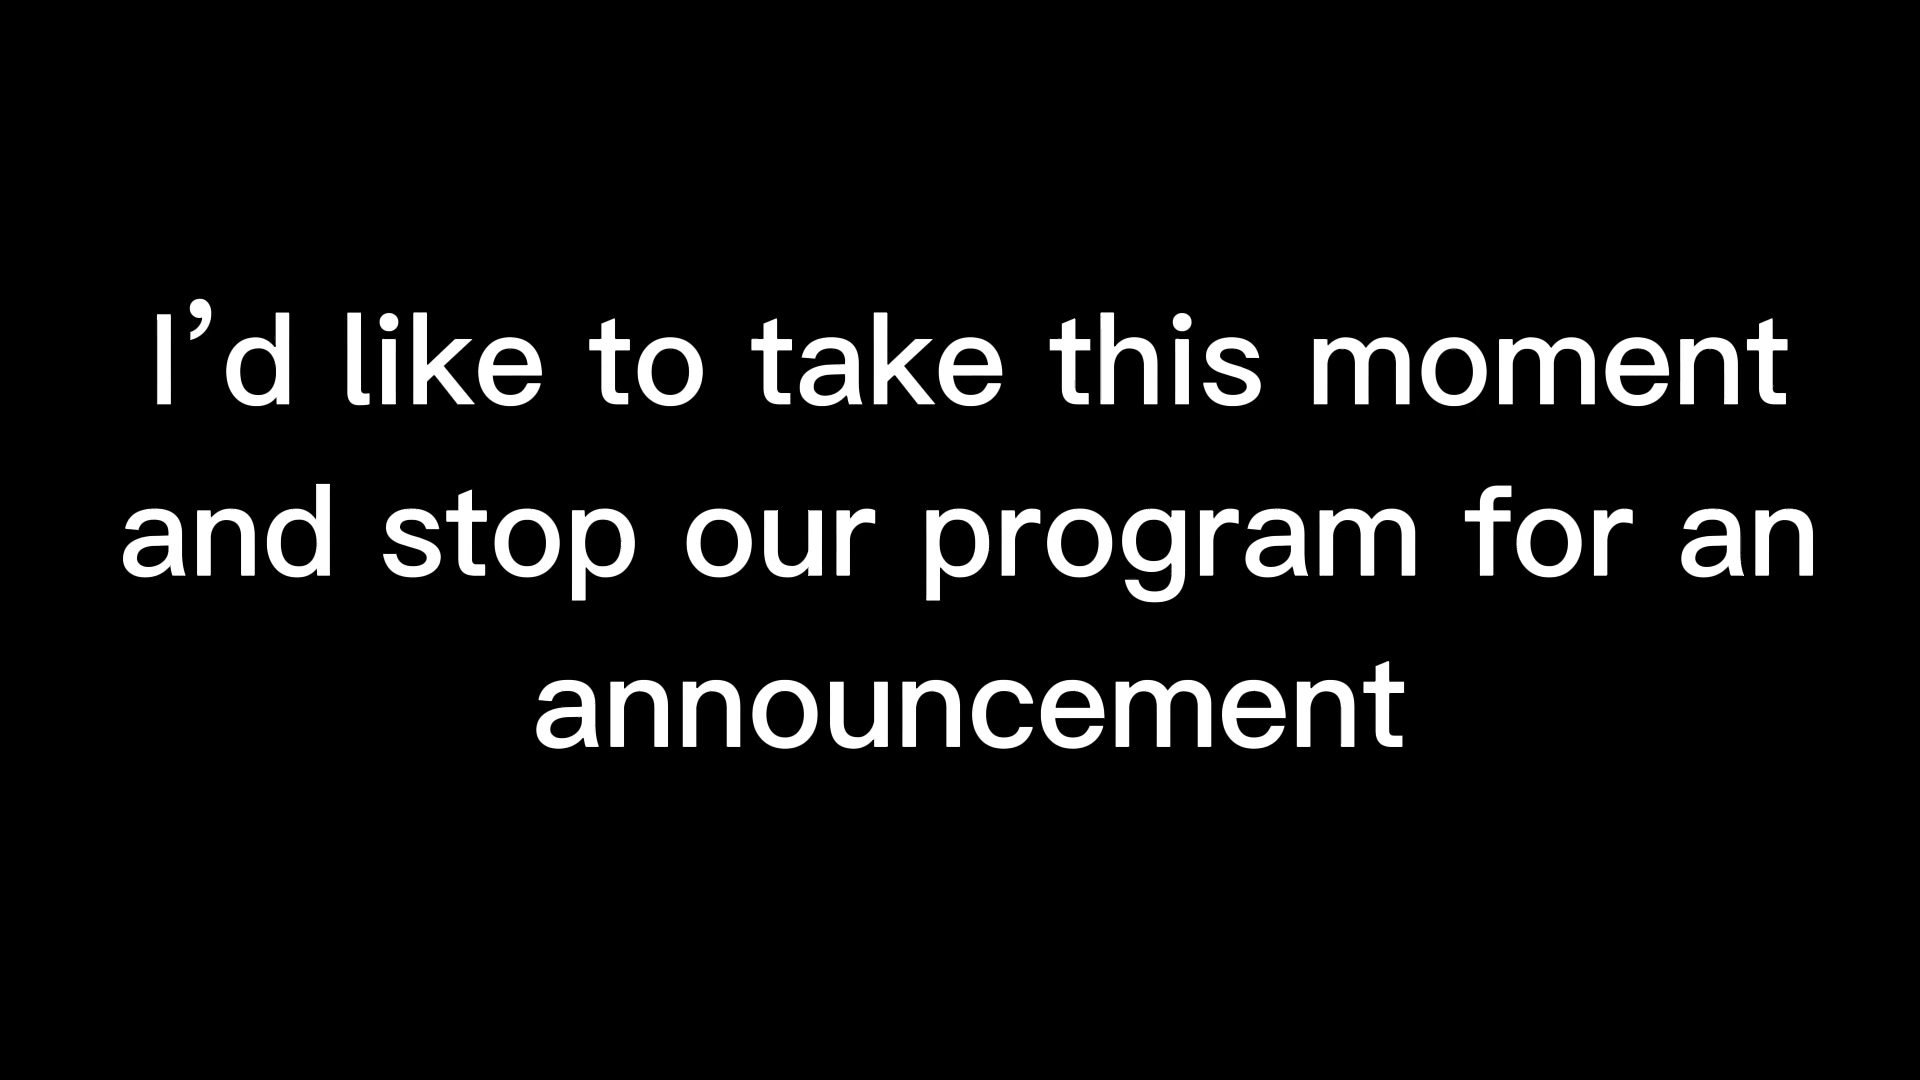 I’d like to take this moment
and stop our program for an
announcement